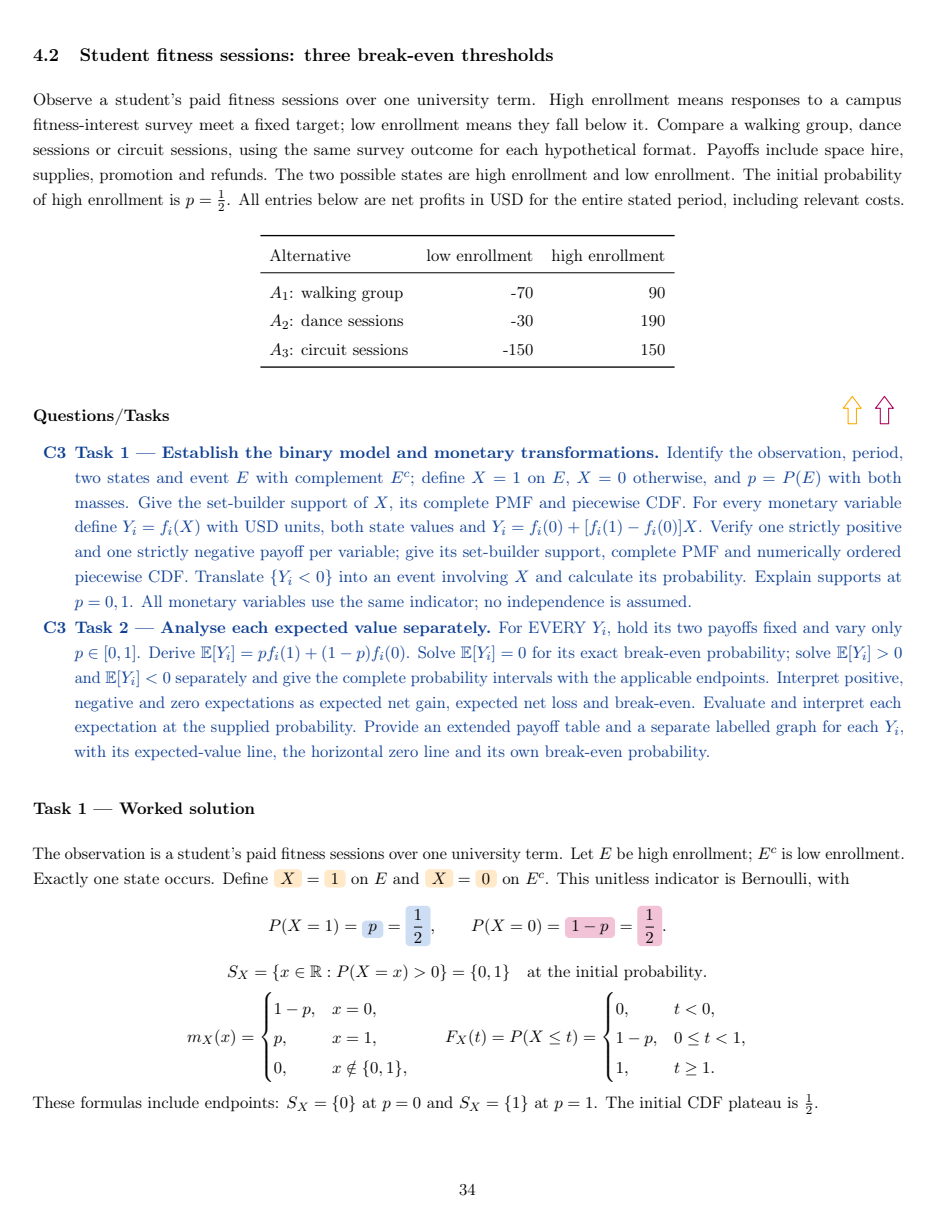 4.2 Student fitness sessions: three break-even thresholds
Observe a student's paid fitness sessions over one university term. High enrollment means responses to a campus
fitness-interest survey meet a fixed target; low enrollment means they fall below it. Compare a walking group, dance
sessions or circuit sessions, using the same survey outcome for each hypothetical format. Payoffs include space hire,
supplies, promotion and refunds. The two possible states are high enrollment and low enrollment. The initial probability
of high enrollment is p = 1/2. All entries below are net profits in USD for the entire stated period, including relevant costs.
Alternative low enrollment high enrollment
A₁: walking group -70 90
A₂: dance sessions -30 190
A₃: circuit sessions -150 150
Questions/Tasks
C3 Task 1 — Establish the binary model and monetary transformations. Identify the observation, period,
two states and event E with complement Eᶜ; define X = 1 on E, X = 0 otherwise, and p = P(E) with both
masses. Give the set-builder support of X, its complete PMF and piecewise CDF. For every monetary variable
define Yᵢ = fᵢ(X) with USD units, both state values and Yᵢ = fᵢ(0) + [fᵢ(1) − fᵢ(0)]X. Verify one strictly positive
and one strictly negative payoff per variable; give its set-builder support, complete PMF and numerically ordered
piecewise CDF. Translate {Yᵢ < 0} into an event involving X and calculate its probability. Explain supports at
p = 0, 1. All monetary variables use the same indicator; no independence is assumed.
C3 Task 2 — Analyse each expected value separately. For EVERY Yᵢ, hold its two payoffs fixed and vary only
p ∈ [0, 1]. Derive 𝔼[Yᵢ] = pfᵢ(1) + (1 − p)fᵢ(0). Solve 𝔼[Yᵢ] = 0 for its exact break-even probability; solve 𝔼[Yᵢ] > 0
and 𝔼[Yᵢ] < 0 separately and give the complete probability intervals with the applicable endpoints. Interpret positive,
negative and zero expectations as expected net gain, expected net loss and break-even. Evaluate and interpret each
expectation at the supplied probability. Provide an extended payoff table and a separate labelled graph for each Yᵢ,
with its expected-value line, the horizontal zero line and its own break-even probability.
Task 1 — Worked solution
The observation is a student's paid fitness sessions over one university term. Let E be high enrollment; Eᶜ is low enrollment.
Exactly one state occurs. Define X = 1 on E and X = 0 on Eᶜ. This unitless indicator is Bernoulli, with
P(X = 1) = p = 1/2, P(X = 0) = 1 − p = 1/2.
S_X = {x ∈ ℝ : P(X = x) > 0} = {0, 1} at the initial probability.
m_X(x) = { 1 − p, x = 0, p, x = 1, 0, x ∉ {0, 1}, F_X(t) = P(X ≤ t) = { 0, t < 0, 1 − p, 0 ≤ t < 1, 1, t ≥ 1.
These formulas include endpoints: S_X = {0} at p = 0 and S_X = {1} at p = 1. The initial CDF plateau is 1/2.
34